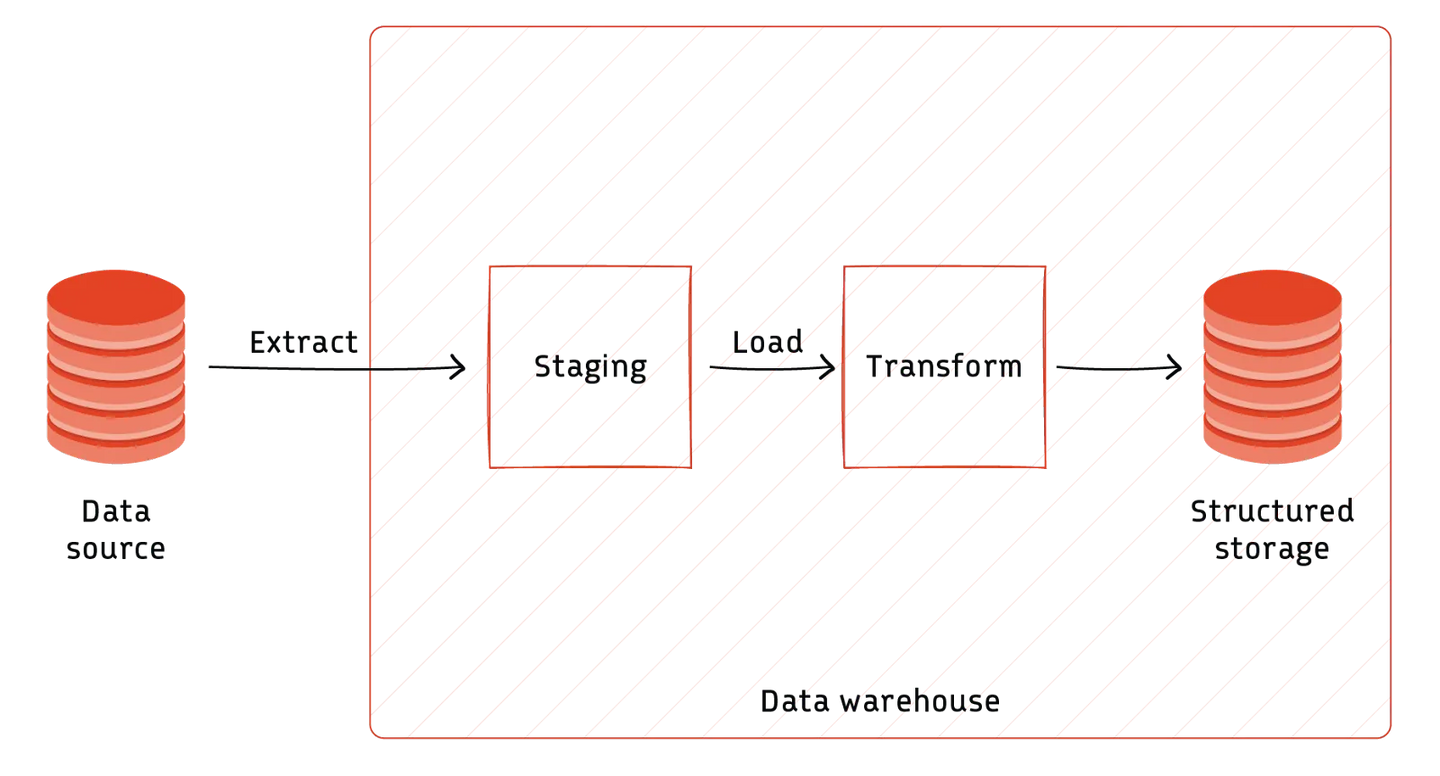 Extract
Load
Staging
Transform
Data
source
Structured
storage
Data warehouse